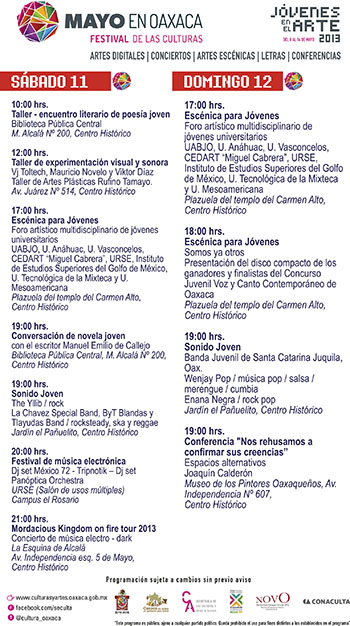 MAYO EN OAXACA
FESTIVAL DE LAS CULTURAS
JÓVENES
EN EL
ARTE
2013
ARTES DIGITALES | CONCIERTOS | ARTES ESCÉNICAS | LETRAS | CONFERENCIAS
SÁBADO 11
10:00 hrs.
Taller - encuentro literario de poesía joven
Biblioteca Pública Central
M. Alcalá Nº 200, Centro Histórico
12:00 hrs.
Taller de experimentación visual y sonora
Vj Toltech, Mauricio Novelo y Viktor Díaz
Taller de Artes Plásticas Rufino Tamayo.
Av. Juárez Nº 514, Centro Histórico
17:00 hrs.
Escénica para Jóvenes
Foro artístico multidisciplinario de jóvenes
universitarios
UABJO, U. Anáhuac, U. Vasconcelos,
CEDART "Miguel Cabrera", URSE, Instituto
de Estudios Superiores del Golfo de México,
U. Tecnológica de la Mixteca y U.
Mesoamericana
Plazuela del templo del Carmen Alto,
Centro Histórico
19:00 hrs.
Conversación de novela joven
con el escritor Manuel Emilio de Callejo
Biblioteca Pública Central, M. Alcalá Nº 200,
Centro Histórico
19:00 hrs.
Sonido Joven
The Yllib / rock
La Chavez Special Band, ByT Blandas y
Tlayudas Band / rocksteady, ska y reggae
Jardín el Pañuelito, Centro Histórico
20:00 hrs.
Festival de música electrónica
Dj set México 72 - Tripnotik – Dj set
Panóptica Orchestra
URSE (Salón de usos múltiples)
Campus el Rosario
21:00 hrs.
Mordacious Kingdom on fire tour 2013
Concierto de música electro - dark
La Esquina de Alcalá
Av. Independencia esq. 5 de Mayo,
Centro Histórico
DOMINGO 12
17:00 hrs.
Escénica para Jóvenes
Foro artístico multidisciplinario de
jóvenes universitarios
UABJO, U. Anáhuac, U. Vasconcelos,
CEDART "Miguel Cabrera", URSE,
Instituto de Estudios Superiores del Golfo
de México, U. Tecnológica de la Mixteca
y U. Mesoamericana
Plazuela del templo del Carmen Alto,
Centro Histórico
18:00 hrs.
Escénica para Jóvenes
Somos ya otros
Presentación del disco compacto de los
ganadores y finalistas del Concurso
Juvenil Voz y Canto Contemporáneo de
Oaxaca
Plazuela del templo del Carmen Alto,
Centro Histórico
19:00 hrs.
Sonido Joven
Banda Juvenil de Santa Catarina Juquila,
Oax.
Wenjay Pop / música pop / salsa /
merengue / cumbia
Enana Negra / rock pop
Jardín el Pañuelito, Centro Histórico
19:00 hrs.
Conferencia "Nos rehusamos a
confirmar sus creencias"
Espacios alternativos
Joaquín Calderón
Museo de los Pintores Oaxaqueños, Av.
Independencia Nº 607,
Centro Histórico
Programación sujeta a cambios sin previo aviso
www.culturasyartes.oaxaca.gob.mx
facebook.com/seculta
@cultura_oaxaca
CA
NOVO
CONACULTA
"Este programa es público, ajeno a cualquier partido político. Queda prohibido el uso para fines distintos a los establecidos en el programa"